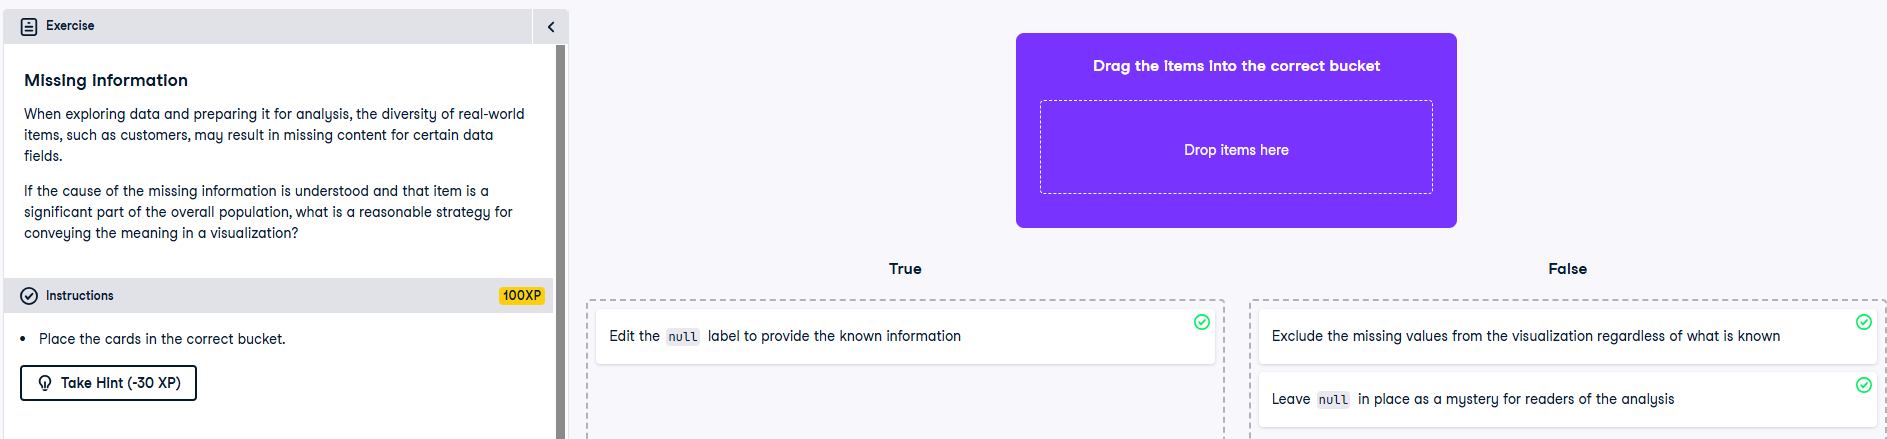 Exercise
Missing information
When exploring data and preparing it for analysis, the diversity of real-world
items, such as customers, may result in missing content for certain data
fields.
If the cause of the missing information is understood and that item is a
significant part of the overall population, what is a reasonable strategy for
conveying the meaning in a visualization?
Instructions
100XP
Place the cards in the correct bucket.
Take Hint (-30 XP)
Drag the items into the correct bucket
Drop items here
True
Edit the null label to provide the known information
False
Exclude the missing values from the visualization regardless of what is known
Leave null in place as a mystery for readers of the analysis